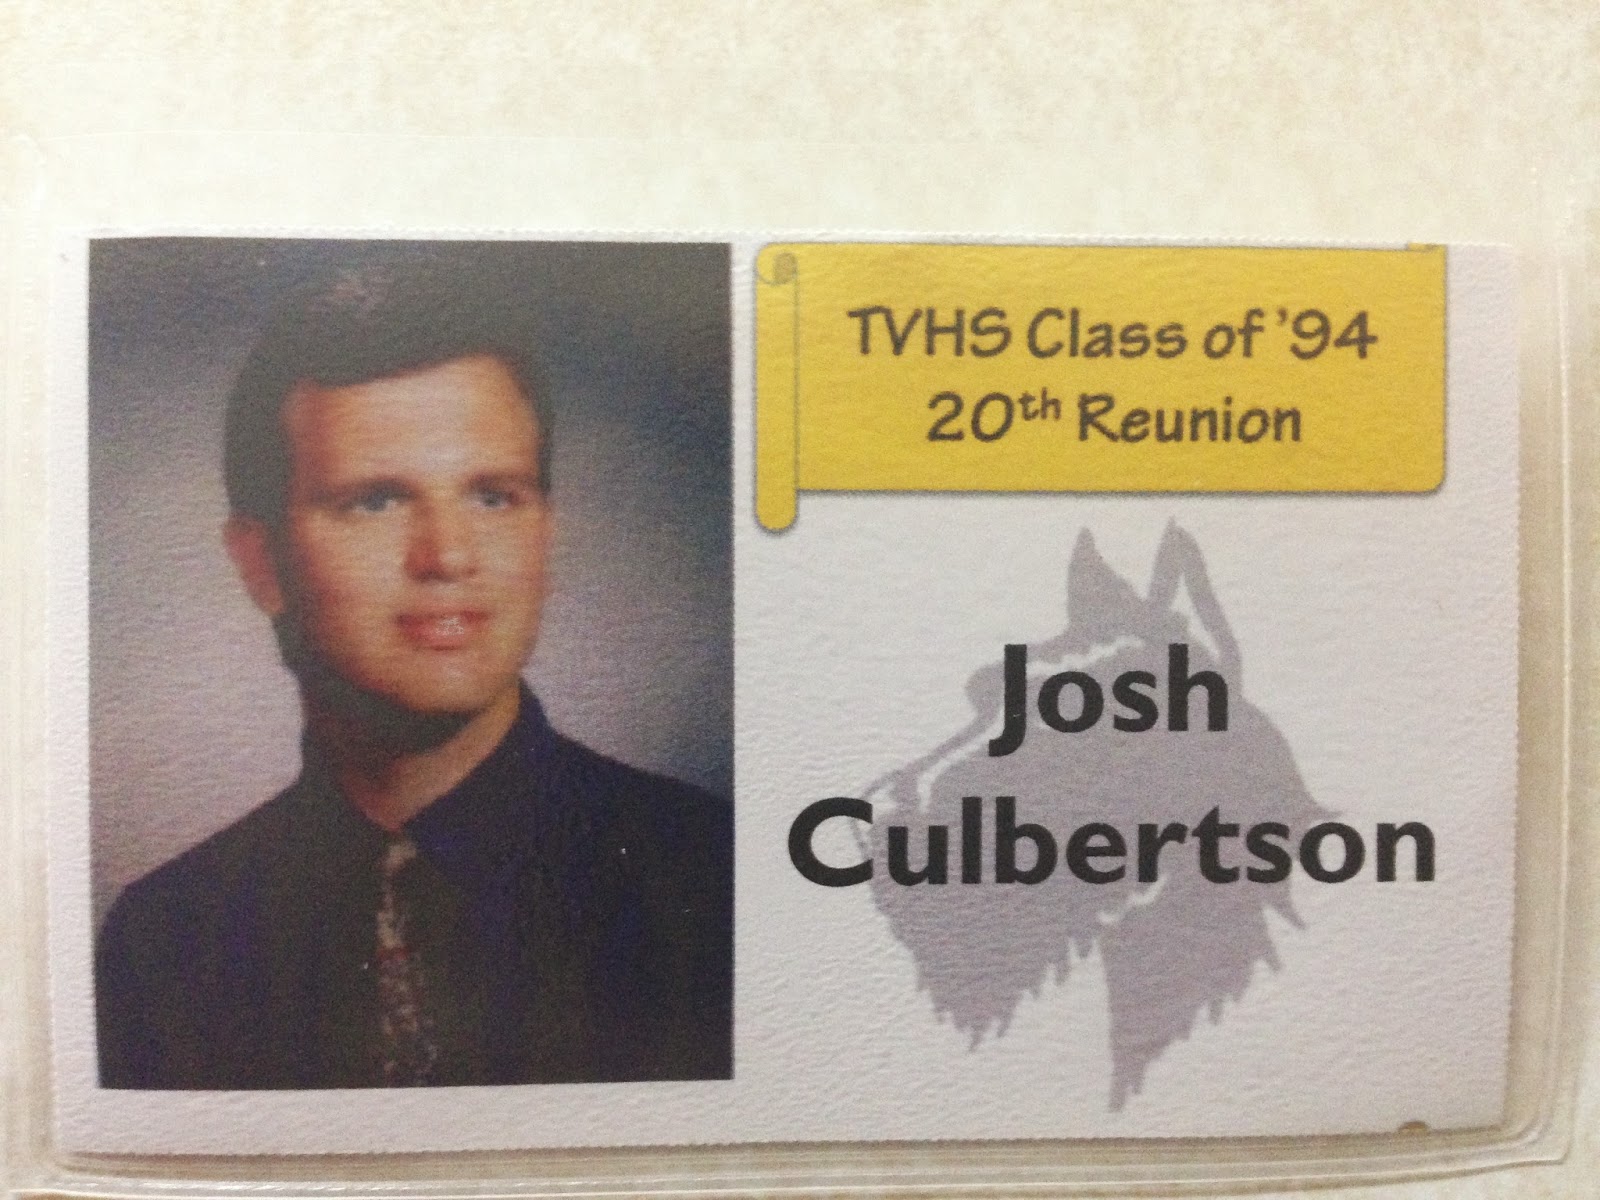 TVHS Class of ’94
20th Reunion
Josh
Culbertson